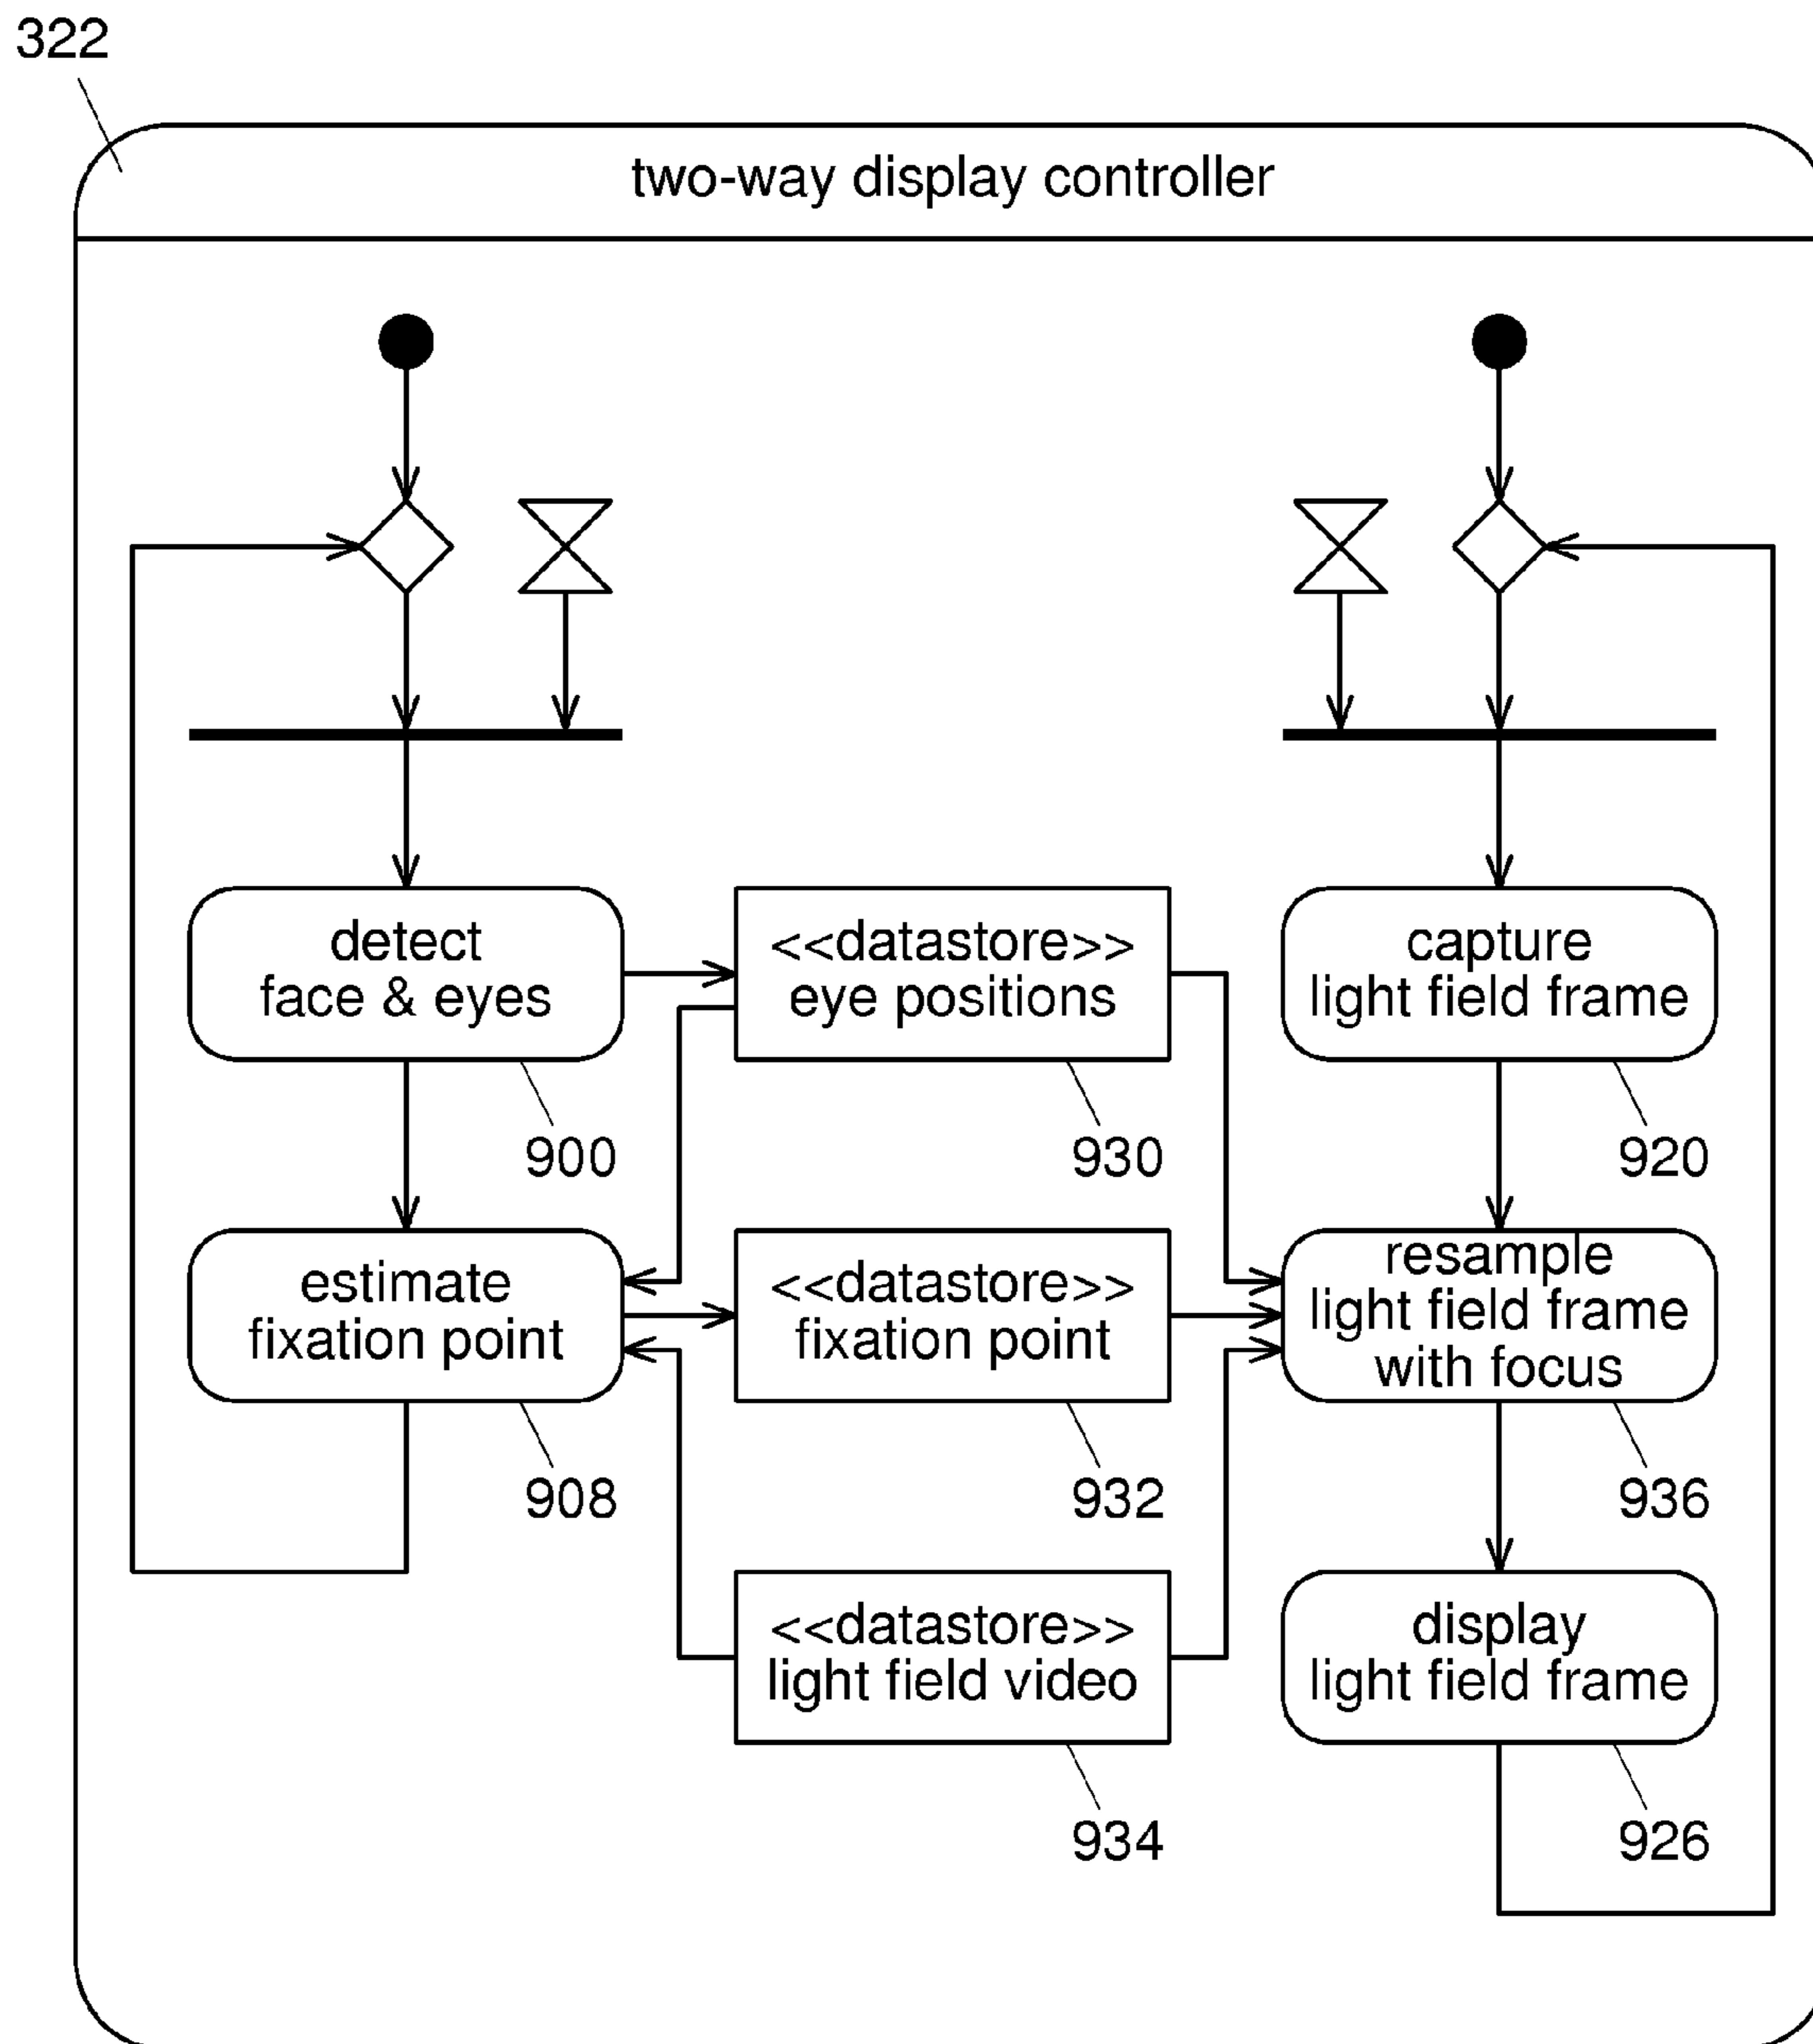 322
two-way display controller
detect
face & eyes
900
<<datastore>>
eye positions
930
capture
light field frame
920
estimate
fixation point
908
<<datastore>>
fixation point
932
resample
light field frame
with focus
936
<<datastore>>
light field video
934
display
light field frame
926